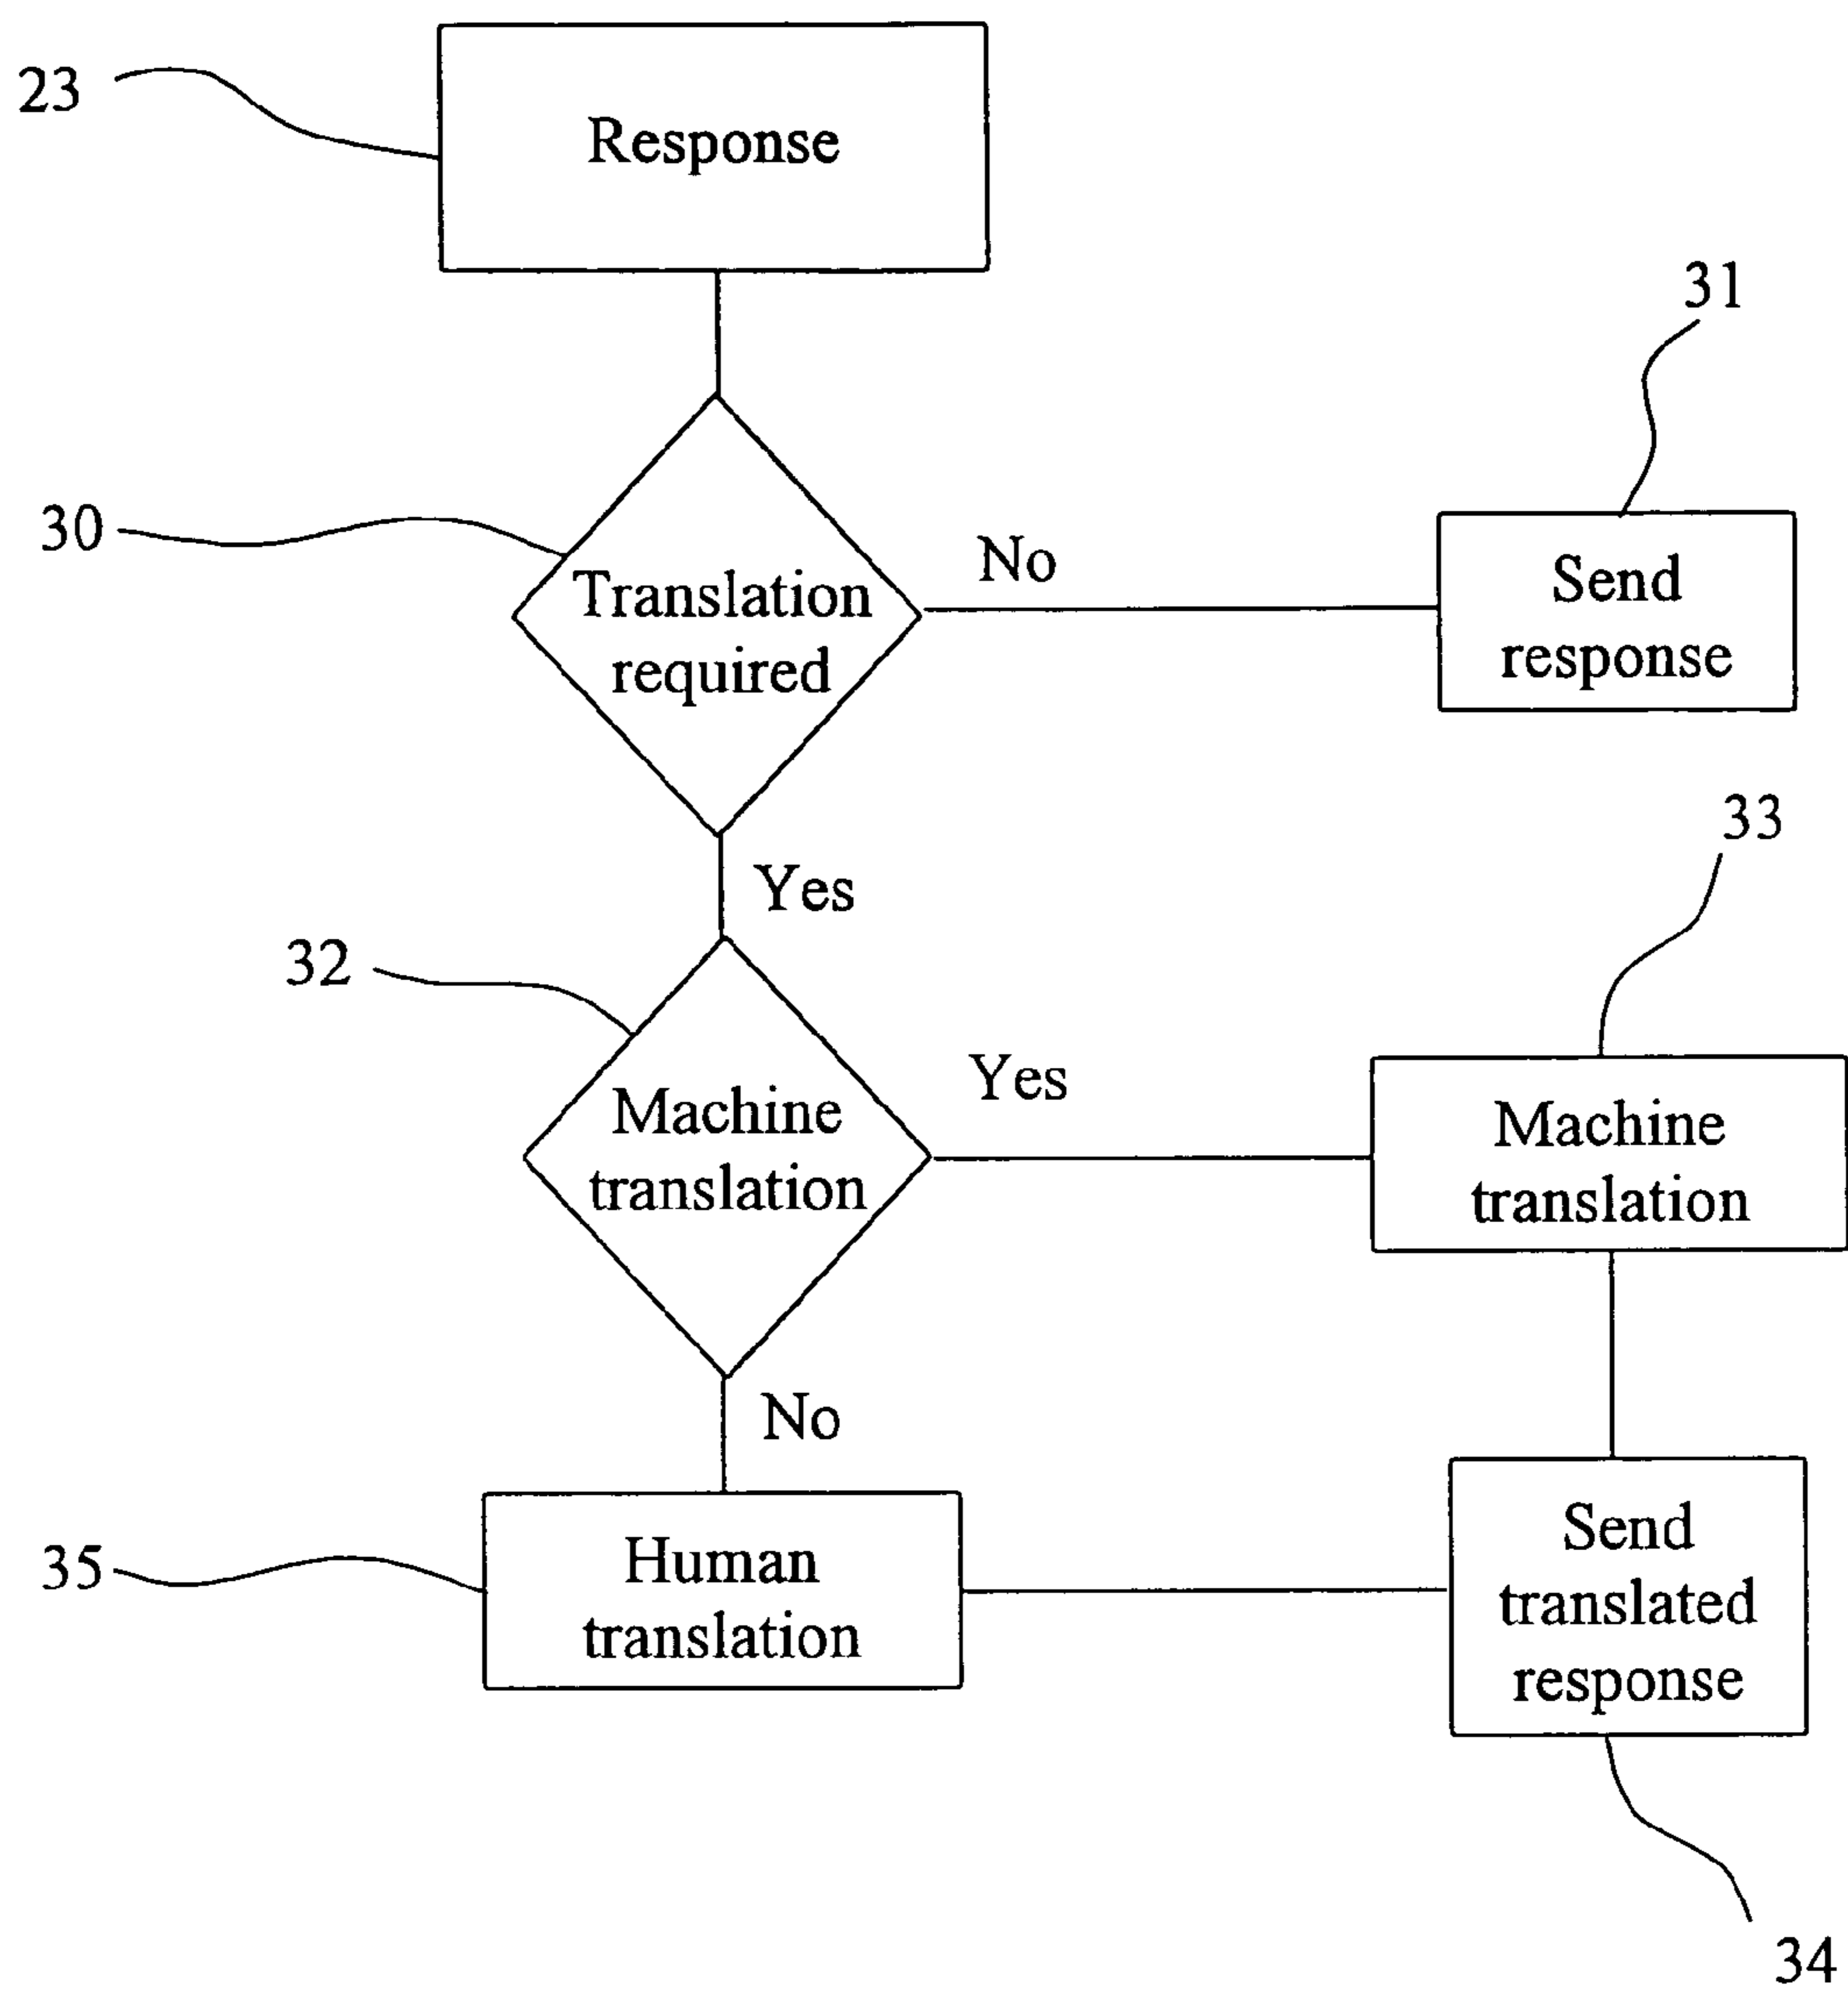 23
Response
31
30
No
Translation
required
Send
response
33
Yes
32
Yes
Machine
translation
Machine
translation
No
Send
translated
response
35
Human
translation
34